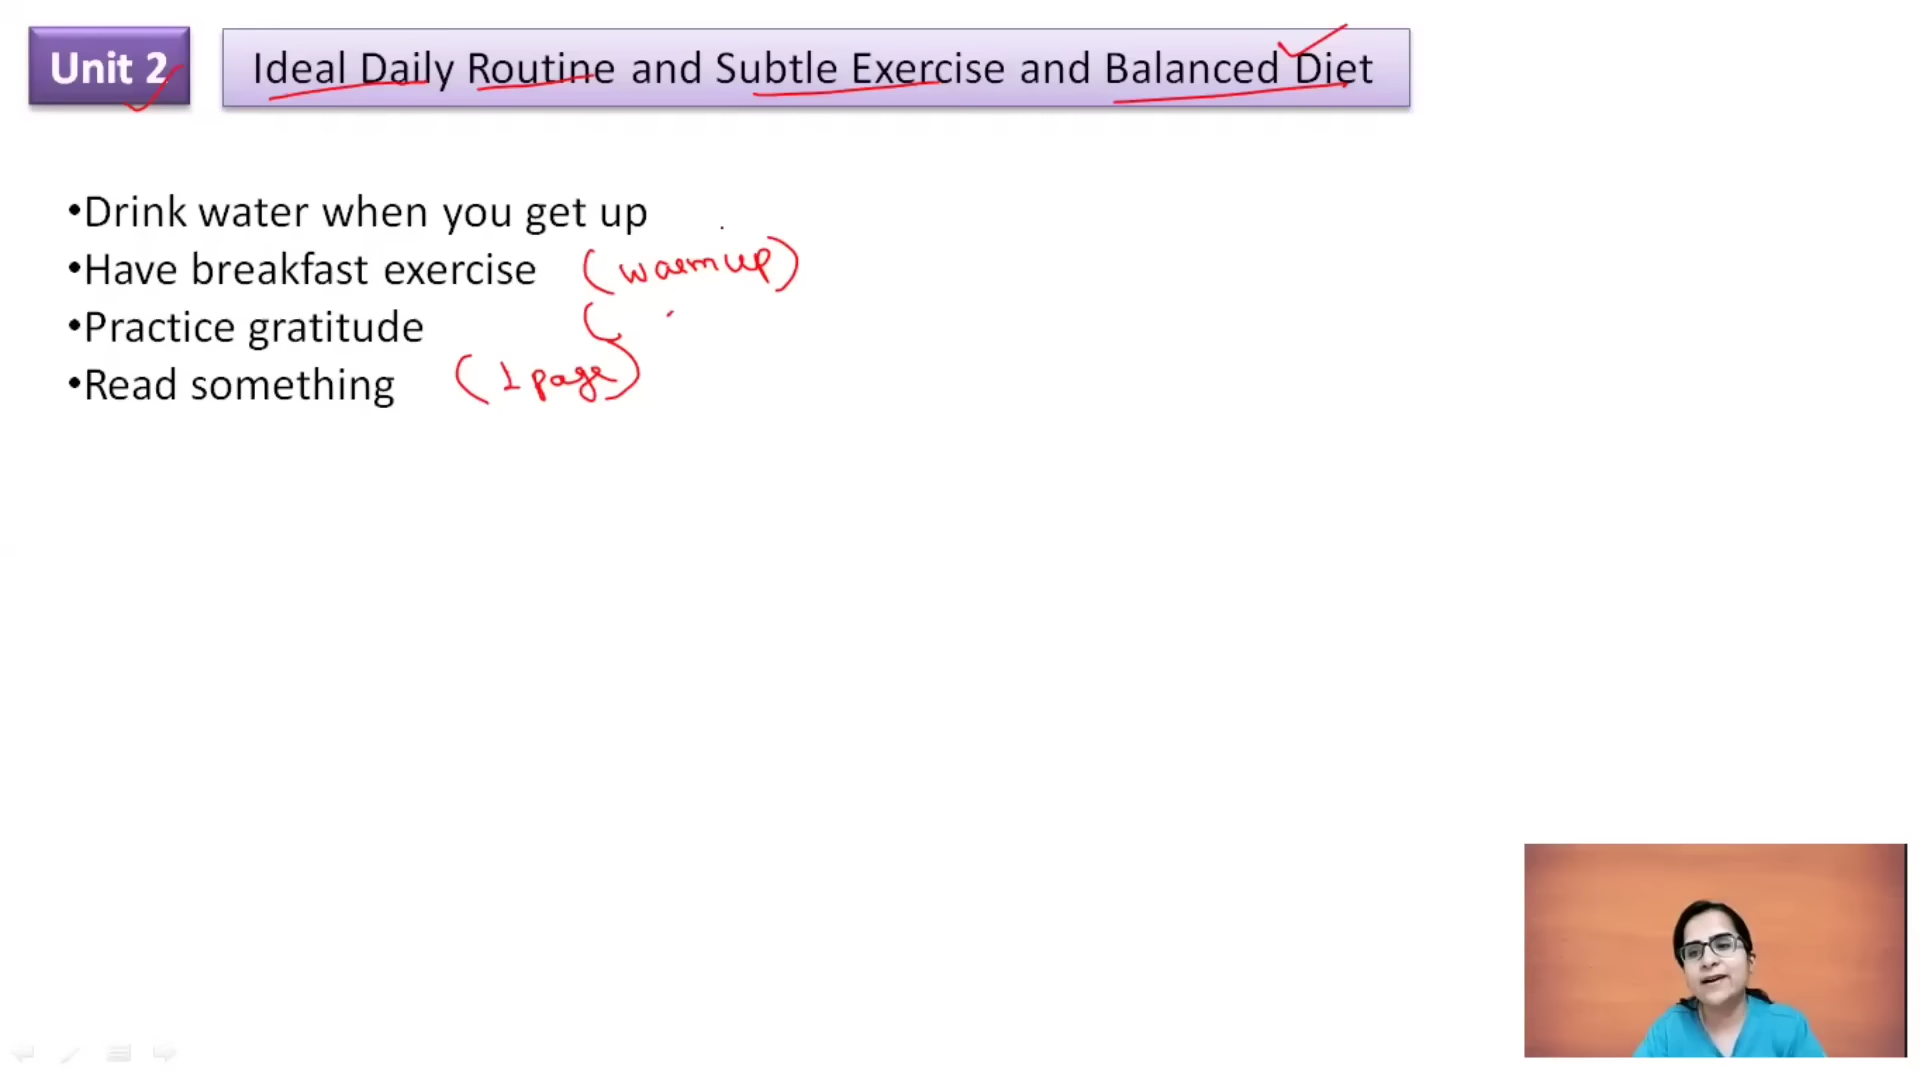 Unit 2 Ideal Daily Routine and Subtle Exercise and Balanced Diet
•Drink water when you get up
•Have breakfast exercise (warmup)
•Practice gratitude
•Read something (1 page)